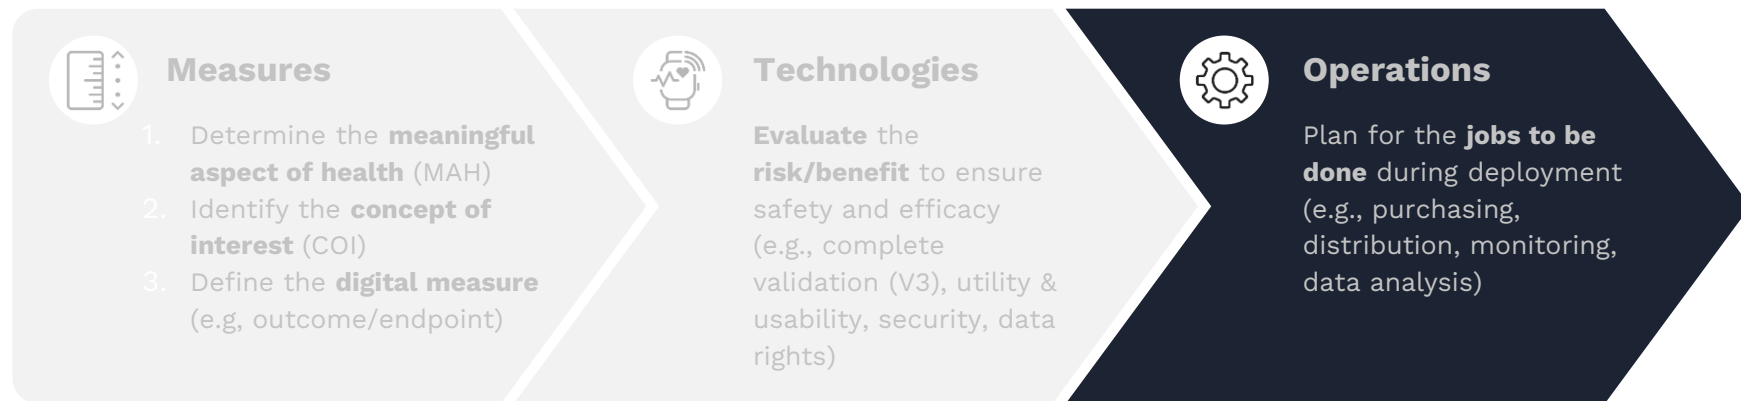 Measures
1. Determine the meaningful
aspect of health (MAH)
2. Identify the concept of
interest (COI)
3. Define the digital measure
(e.g, outcome/endpoint)
Technologies
Evaluate the
risk/benefit to ensure
safety and efficacy
(e.g., complete
validation (V3), utility &
usability, security, data
rights)
Operations
Plan for the jobs to be
done during deployment
(e.g., purchasing,
distribution, monitoring,
data analysis)